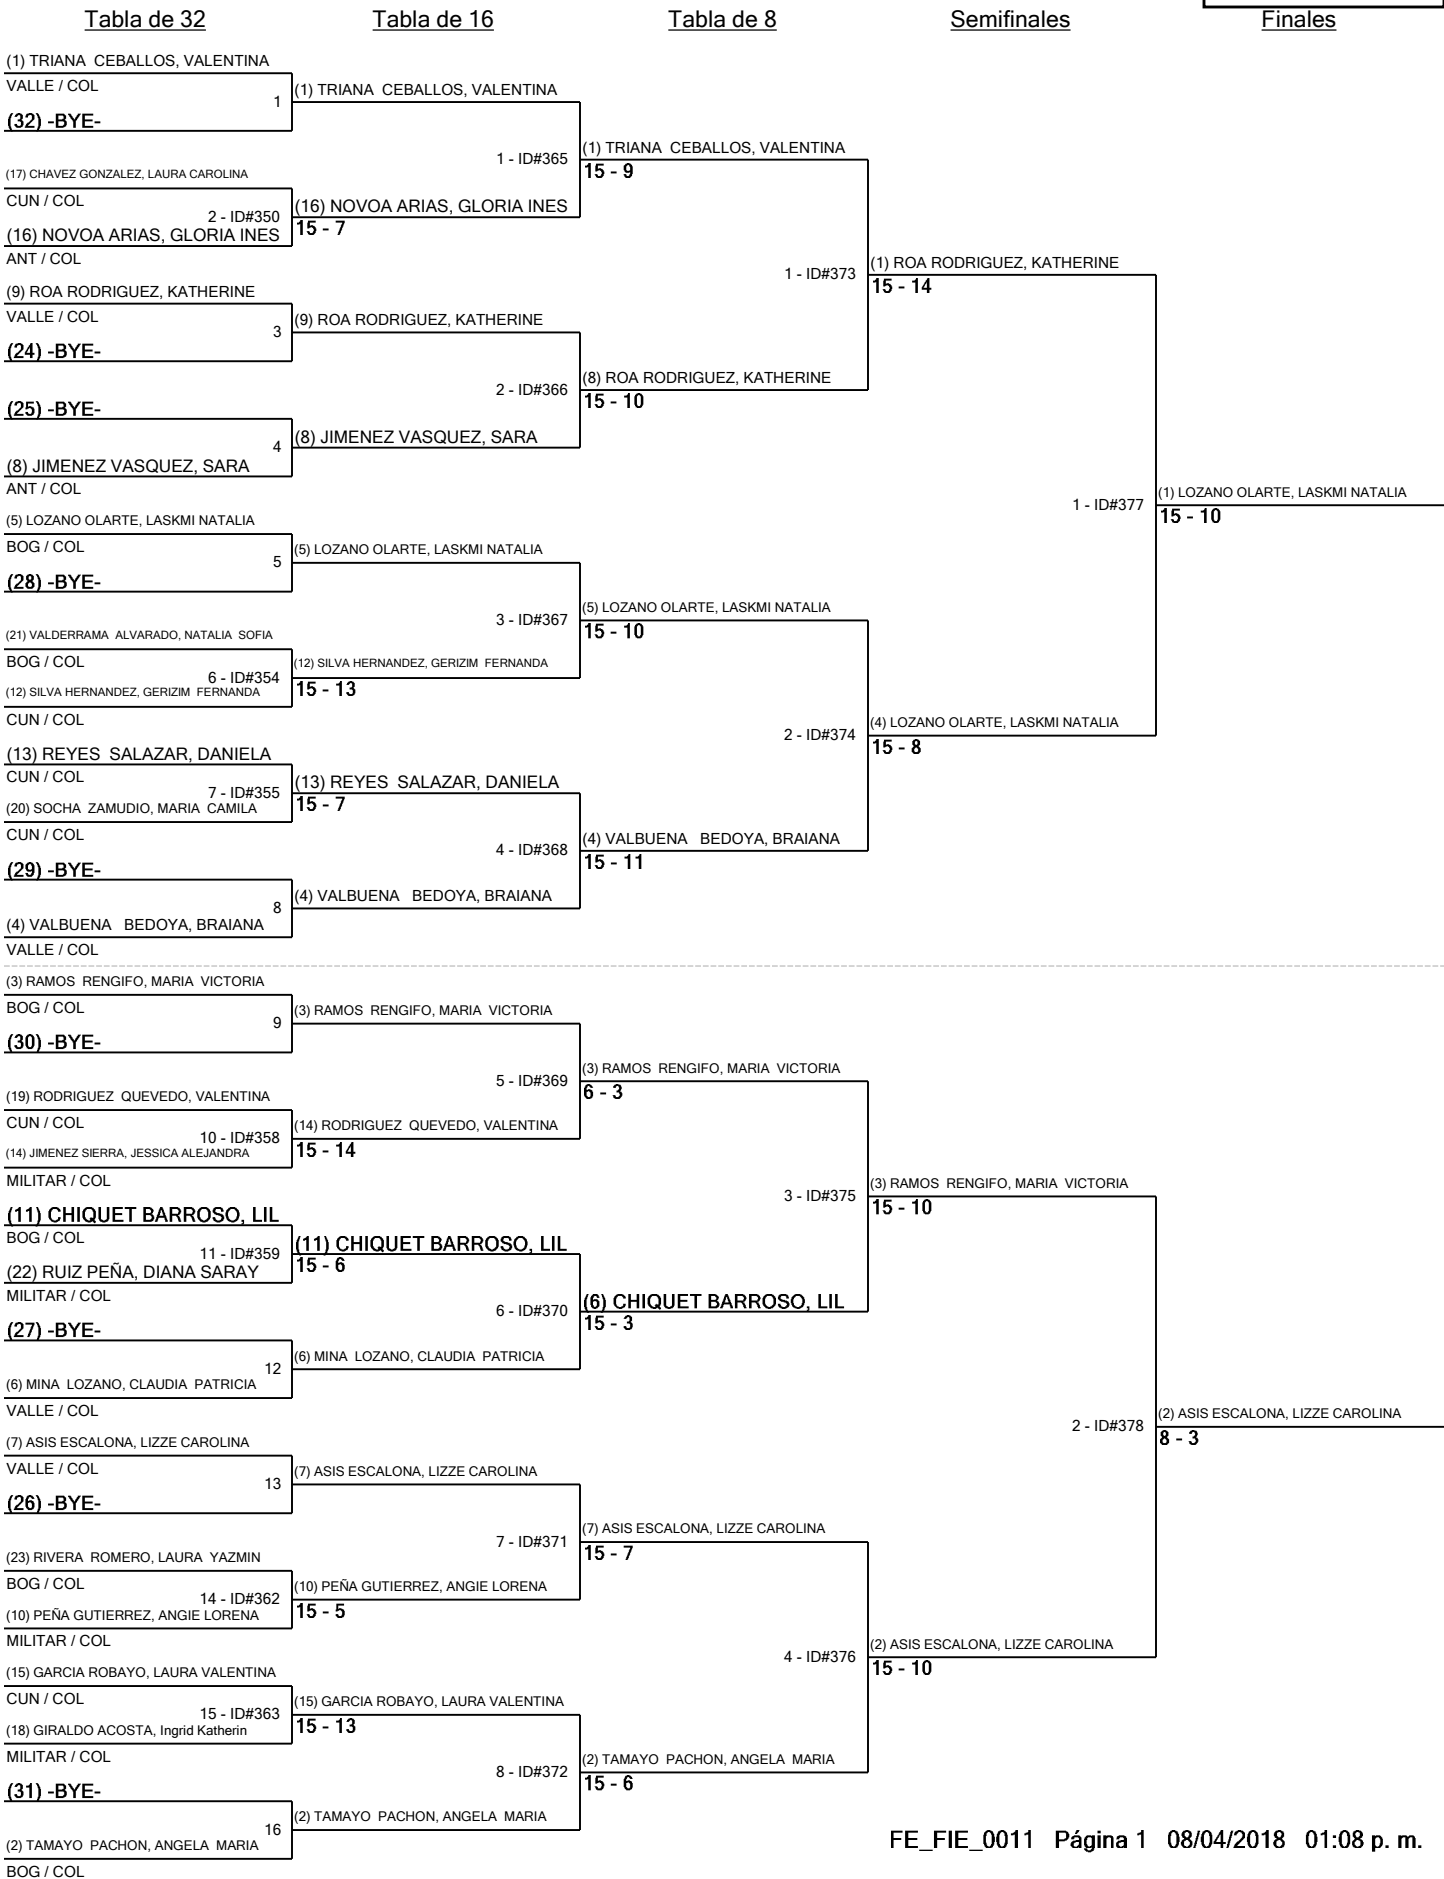 Tabla de 32
Tabla de 16
Tabla de 8
Semifinales
Finales
(1) TRIANA CEBALLOS, VALENTINA
VALLE / COL
1
(32) -BYE-
(17) CHAVEZ GONZALEZ, LAURA CAROLINA
CUN / COL
2 - ID#350
(16) NOVOA ARIAS, GLORIA INES
ANT / COL
(9) ROA RODRIGUEZ, KATHERINE
VALLE / COL
3
(24) -BYE-
(25) -BYE-
4
(8) JIMENEZ VASQUEZ, SARA
ANT / COL
(5) LOZANO OLARTE, LASKMI NATALIA
BOG / COL
5
(28) -BYE-
(21) VALDERRAMA ALVARADO, NATALIA SOFIA
BOG / COL
6 - ID#354
(12) SILVA HERNANDEZ, GERIZIM FERNANDA
CUN / COL
(13) REYES SALAZAR, DANIELA
CUN / COL
7 - ID#355
(20) SOCHA ZAMUDIO, MARIA CAMILA
CUN / COL
(29) -BYE-
8
(4) VALBUENA BEDOYA, BRAIANA
VALLE / COL
(3) RAMOS RENGIFO, MARIA VICTORIA
BOG / COL
9
(30) -BYE-
(19) RODRIGUEZ QUEVEDO, VALENTINA
CUN / COL
10 - ID#358
(14) JIMENEZ SIERRA, JESSICA ALEJANDRA
MILITAR / COL
(11) CHIQUET BARROSO, LIL
BOG / COL
11 - ID#359
(22) RUIZ PEÑA, DIANA SARAY
MILITAR / COL
(27) -BYE-
12
(6) MINA LOZANO, CLAUDIA PATRICIA
VALLE / COL
(7) ASIS ESCALONA, LIZZE CAROLINA
VALLE / COL
13
(26) -BYE-
(23) RIVERA ROMERO, LAURA YAZMIN
BOG / COL
14 - ID#362
(10) PEÑA GUTIERREZ, ANGIE LORENA
MILITAR / COL
(15) GARCIA ROBAYO, LAURA VALENTINA
CUN / COL
15 - ID#363
(18) GIRALDO ACOSTA, Ingrid Katherin
MILITAR / COL
(31) -BYE-
16
(2) TAMAYO PACHON, ANGELA MARIA
BOG / COL
(1) TRIANA CEBALLOS, VALENTINA
1 - ID#365
(16) NOVOA ARIAS, GLORIA INES
15 - 7
(9) ROA RODRIGUEZ, KATHERINE
2 - ID#366
(8) JIMENEZ VASQUEZ, SARA
(5) LOZANO OLARTE, LASKMI NATALIA
3 - ID#367
(12) SILVA HERNANDEZ, GERIZIM FERNANDA
15 - 13
(13) REYES SALAZAR, DANIELA
15 - 7
4 - ID#368
(4) VALBUENA BEDOYA, BRAIANA
(3) RAMOS RENGIFO, MARIA VICTORIA
5 - ID#369
(14) RODRIGUEZ QUEVEDO, VALENTINA
15 - 14
(11) CHIQUET BARROSO, LIL
15 - 6
6 - ID#370
(6) MINA LOZANO, CLAUDIA PATRICIA
(7) ASIS ESCALONA, LIZZE CAROLINA
7 - ID#371
(10) PEÑA GUTIERREZ, ANGIE LORENA
15 - 5
(15) GARCIA ROBAYO, LAURA VALENTINA
15 - 13
8 - ID#372
(2) TAMAYO PACHON, ANGELA MARIA
(1) TRIANA CEBALLOS, VALENTINA
15 - 9
1 - ID#373
(8) ROA RODRIGUEZ, KATHERINE
15 - 10
(5) LOZANO OLARTE, LASKMI NATALIA
15 - 10
2 - ID#374
(4) VALBUENA BEDOYA, BRAIANA
15 - 11
(3) RAMOS RENGIFO, MARIA VICTORIA
6 - 3
3 - ID#375
(6) CHIQUET BARROSO, LIL
15 - 3
(7) ASIS ESCALONA, LIZZE CAROLINA
15 - 7
4 - ID#376
(2) TAMAYO PACHON, ANGELA MARIA
15 - 6
(1) ROA RODRIGUEZ, KATHERINE
15 - 14
1 - ID#377
(4) LOZANO OLARTE, LASKMI NATALIA
15 - 8
(3) RAMOS RENGIFO, MARIA VICTORIA
15 - 10
2 - ID#378
(2) ASIS ESCALONA, LIZZE CAROLINA
15 - 10
(1) LOZANO OLARTE, LASKMI NATALIA
15 - 10
(2) ASIS ESCALONA, LIZZE CAROLINA
8 - 3
FE_FIE_0011 Página 1 08/04/2018 01:08 p. m.